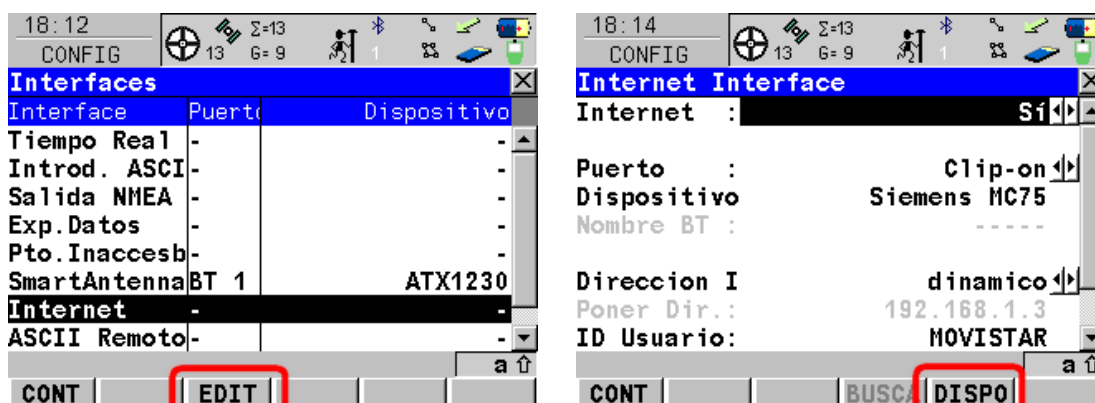 18:12
CONFIG
13
Σ=13
G= 9
1
Interfaces
Interface Puerto Dispositivo
Tiempo Real - -
Introd. ASCI - -
Salida NMEA - -
Exp.Datos - -
Pto.Inaccesb - -
SmartAntenna BT 1 ATX1230
Internet - -
ASCII Remoto - -
a
CONT EDIT
18:14
CONFIG
13
Σ=13
G= 9
1
Internet Interface
Internet : Sí
Puerto : Clip-on
Dispositivo Siemens MC75
Nombre BT : -----
Direccion I dinamico
Poner Dir.: 192.168.1.3
ID Usuario: MOVISTAR
a
CONT BUSCA DISPO